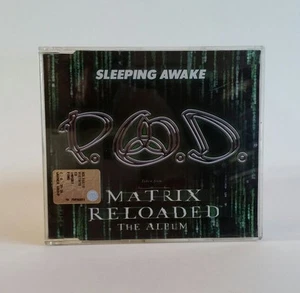 SLEEPING AWAKE
P.O.D.
MATRIX
RELOADED
THE ALBUM